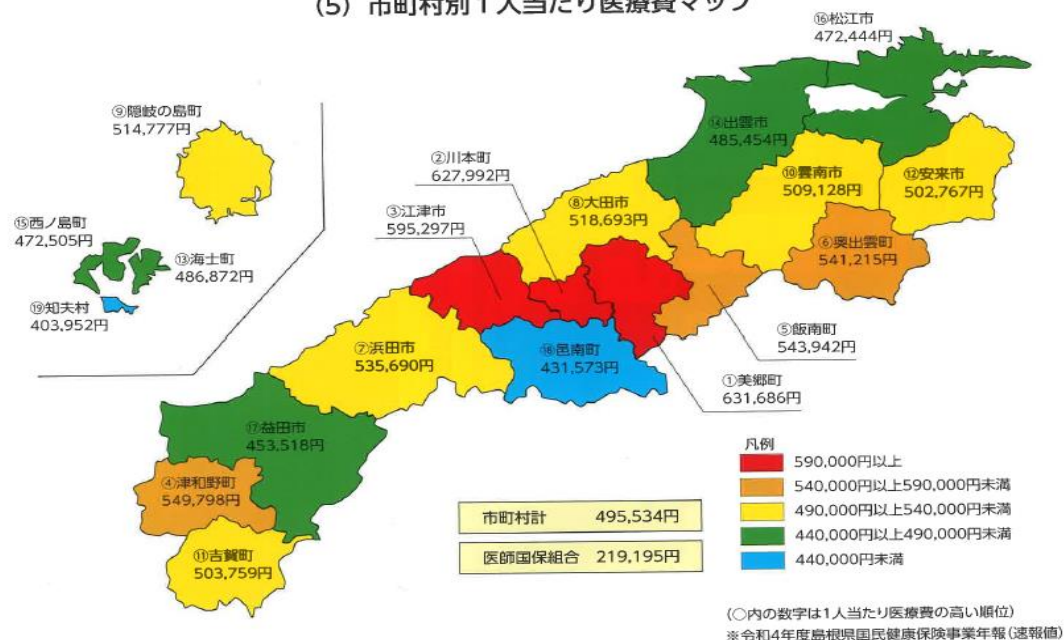 (5) 市町村別1人当たり医療費マップ
⑯松江市
472,444円
⑨隠岐の島町
514,777円
⑭出雲市
485,454円
②川本町
627,992円
⑩雲南市
509,128円
⑫安来市
502,767円
⑧大田市
518,693円
③江津市
595,297円
⑮西ノ島町
472,505円
⑬海士町
486,872円
⑥奥出雲町
541,215円
⑲知夫村
403,952円
⑤飯南町
543,942円
⑦浜田市
535,690円
⑱邑南町
431,573円
①美郷町
631,686円
⑰益田市
453,518円
凡例
590,000円以上
540,000円以上590,000円未満
490,000円以上540,000円未満
440,000円以上490,000円未満
440,000円未満
④津和野町
549,798円
市町村計 495,534円
医師国保組合 219,195円
⑪吉賀町
503,759円
(○内の数字は1人当たり医療費の高い順位)
※令和4年度島根県国民健康保険事業年報(速報値)